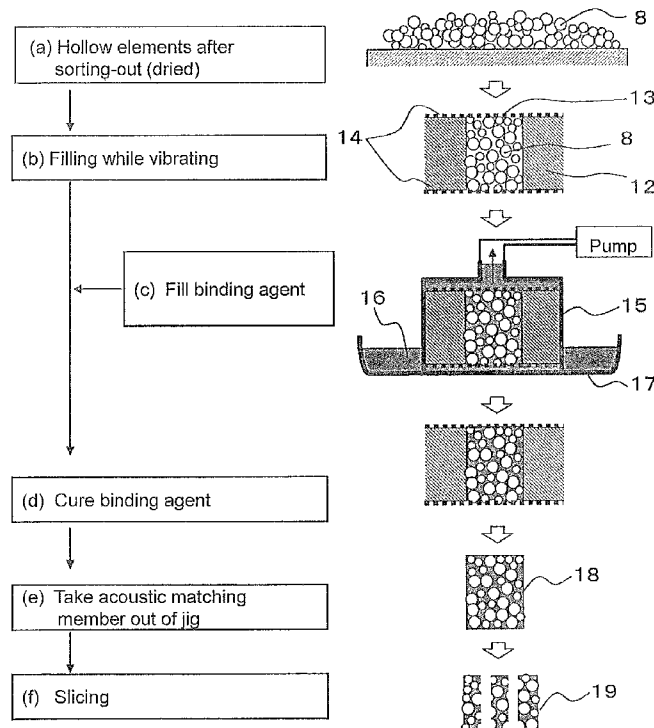 (a) Hollow elements after
sorting-out (dried)
8
13
14
(b) Filling while vibrating
8
12
Pump
(c) Fill binding agent
16
15
17
(d) Cure binding agent
18
(e) Take acoustic matching
member out of jig
(f) Slicing
19